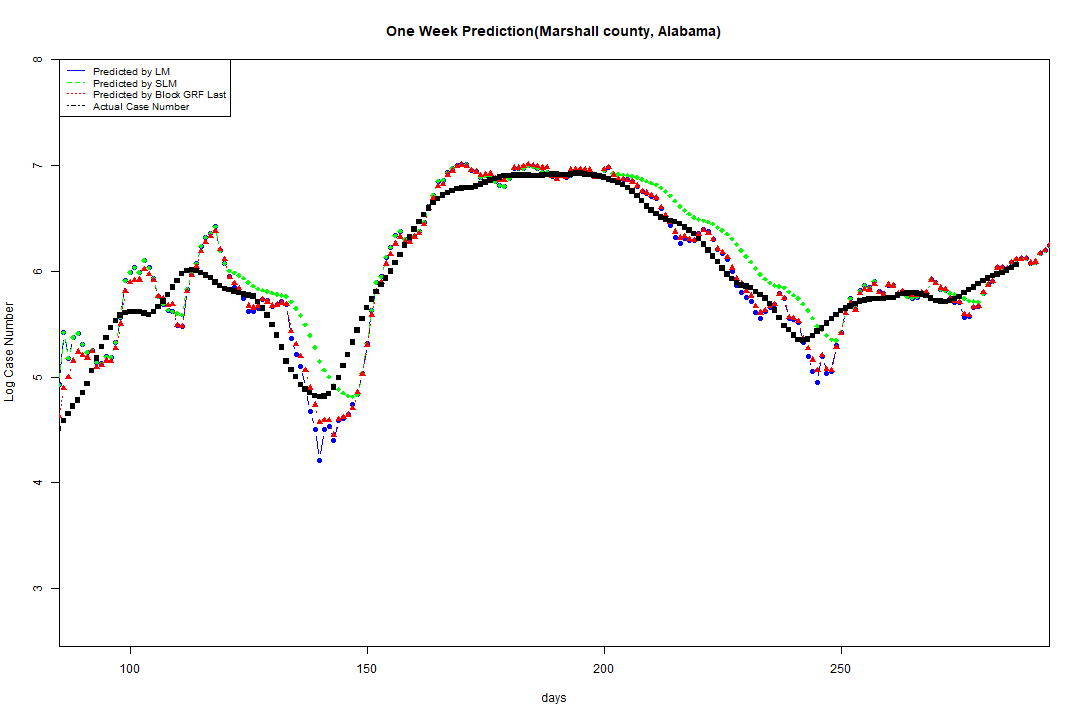 One Week Prediction(Marshall county, Alabama)
Predicted by LM
Predicted by SLM
Predicted by Block GRF Last
Actual Case Number
8
7
6
5
4
3
Log Case Number
100 150 200 250
days